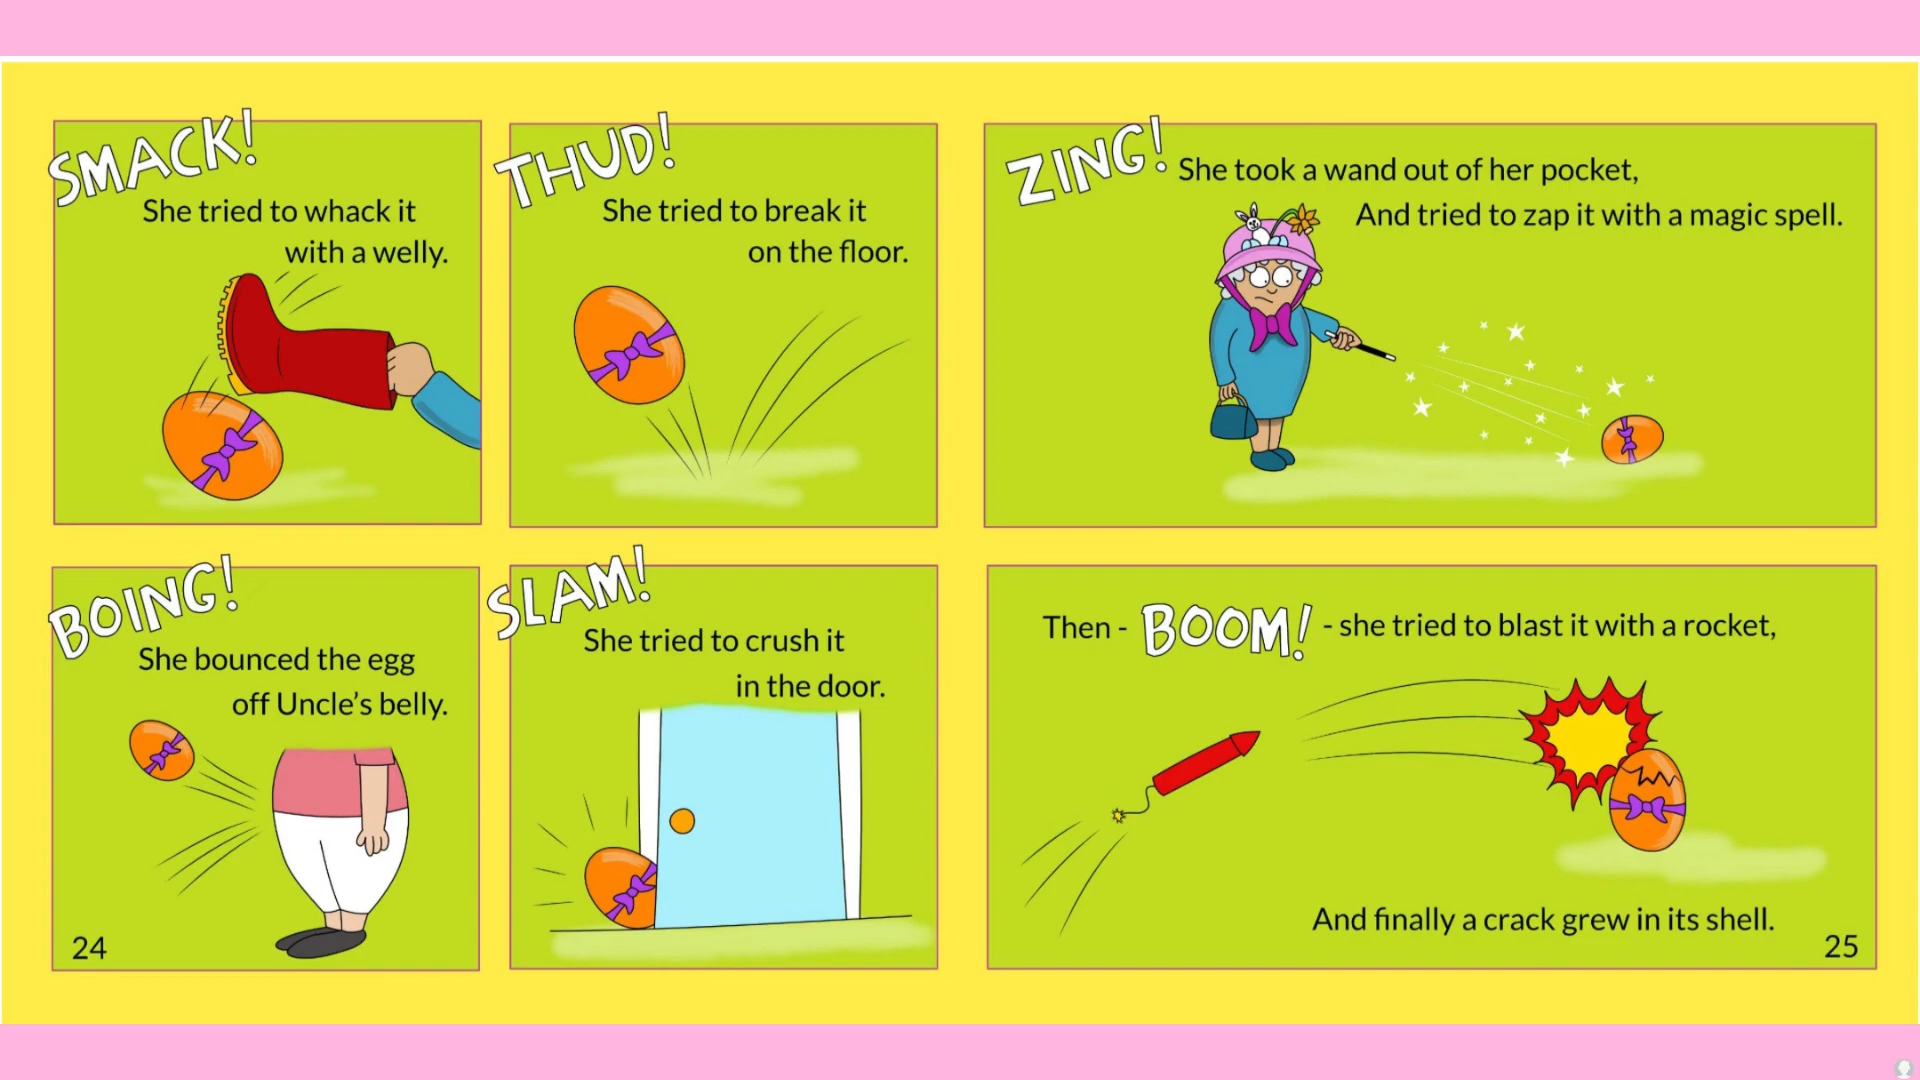 SMACK!
She tried to whack it
with a welly.
THUD!
She tried to break it
on the floor.
BOING!
She bounced the egg
off Uncle's belly.
24
SLAM!
She tried to crush it
in the door.
ZING! She took a wand out of her pocket,
And tried to zap it with a magic spell.
Then - BOOM! - she tried to blast it with a rocket,
And finally a crack grew in its shell.
25